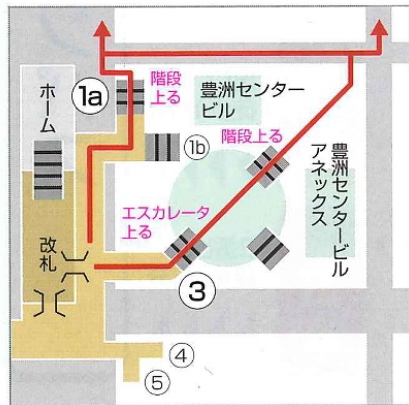 ホーム
1a
階段
上る
豊洲センター
ビル
1b
階段上る
エスカレータ
上る
豊洲センタービル
アネックス
改札
3
4
5